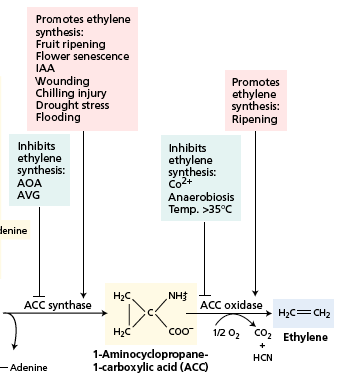 Promotes ethylene
synthesis:
Fruit ripening
Flower senescence
IAA
Wounding
Chilling injury
Drought stress
Flooding
Promotes
ethylene
synthesis:
Ripening
Inhibits
ethylene
synthesis:
AOA
AVG
Inhibits
ethylene
synthesis:
Co2+
Anaerobiosis
Temp. >35°C
denine
ACC synthase
H2C
H2C
C
NH3+
COO–
ACC oxidase
1/2 O2
CO2
+
HCN
H2C=CH2
Ethylene
1-Aminocyclopropane-
1-carboxylic acid (ACC)
Adenine